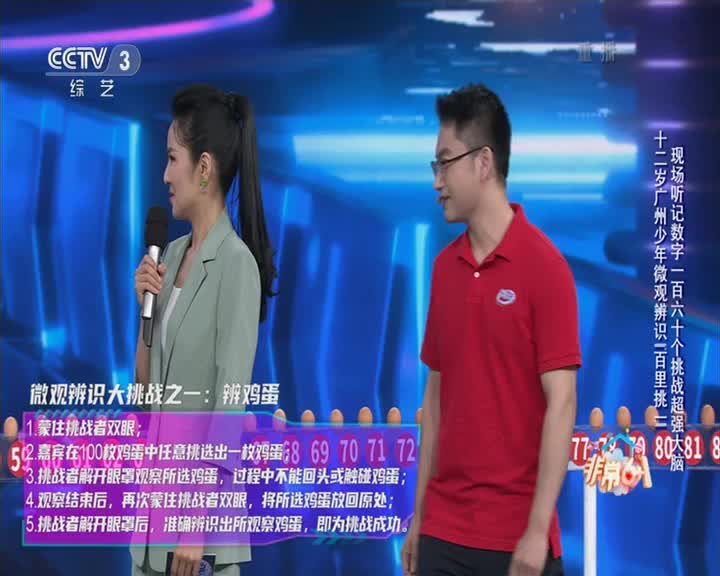 CCTV 3
综艺
直播
现场听记数字一百六十个挑战超强大脑
十二岁广州少年微观辨识“百里挑一”
微观辨识大挑战之一：辨鸡蛋
1.蒙住挑战者双眼；
2.嘉宾在100枚鸡蛋中任意挑选出一枚鸡蛋；
3.挑战者解开眼罩观察所选鸡蛋，过程中不能回头或触碰鸡蛋；
4.观察结束后，再次蒙住挑战者双眼，将所选鸡蛋放回原处；
5.挑战者解开眼罩后，准确辨识出所观察鸡蛋，即为挑战成功。
59 68 69 70 71 72 77 78
非常6+1